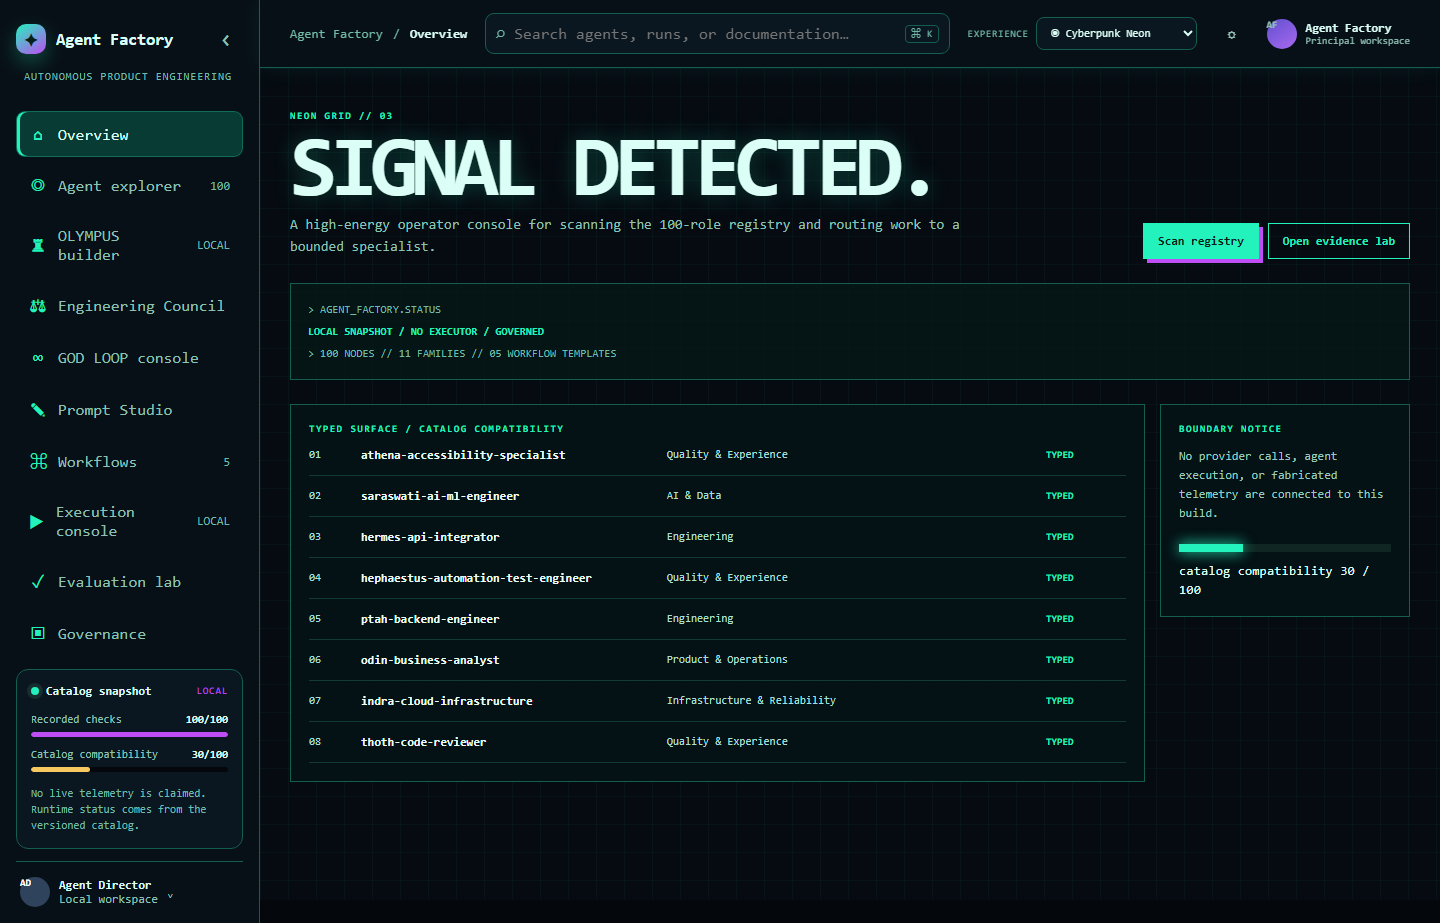 Agent Factory
AUTONOMOUS PRODUCT ENGINEERING
Overview
Agent explorer 100
OLYMPUS builder LOCAL
Engineering Council
GOD LOOP console
Prompt Studio
Workflows 5
Execution console LOCAL
Evaluation lab
Governance
Catalog snapshot LOCAL
Recorded checks 100/100
Catalog compatibility 30/100
No live telemetry is claimed.
Runtime status comes from the
versioned catalog.
AD
Agent Director
Local workspace
Agent Factory / Overview
Search agents, runs, or documentation…
⌘ K
EXPERIENCE
◉ Cyberpunk Neon
AF
Agent Factory
Principal workspace
NEON GRID // 03
SIGNAL DETECTED.
A high-energy operator console for scanning the 100-role registry and routing work to a
bounded specialist.
Scan registry
Open evidence lab
> AGENT_FACTORY.STATUS
LOCAL SNAPSHOT / NO EXECUTOR / GOVERNED
> 100 NODES // 11 FAMILIES // 05 WORKFLOW TEMPLATES
TYPED SURFACE / CATALOG COMPATIBILITY
01 athena-accessibility-specialist Quality & Experience TYPED
02 saraswati-ai-ml-engineer AI & Data TYPED
03 hermes-api-integrator Engineering TYPED
04 hephaestus-automation-test-engineer Quality & Experience TYPED
05 ptah-backend-engineer Engineering TYPED
06 odin-business-analyst Product & Operations TYPED
07 indra-cloud-infrastructure Infrastructure & Reliability TYPED
08 thoth-code-reviewer Quality & Experience TYPED
BOUNDARY NOTICE
No provider calls, agent
execution, or fabricated
telemetry are connected to this
build.
catalog compatibility 30 /
100